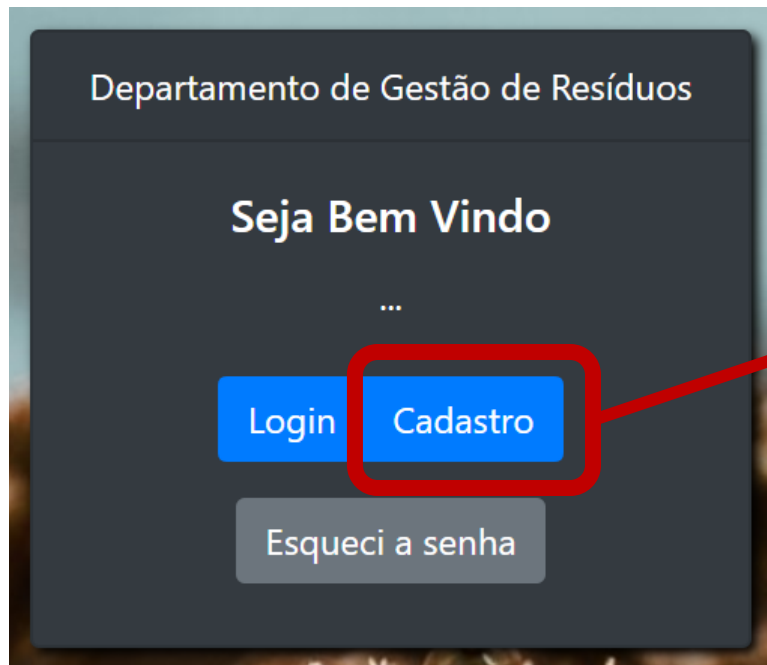 Departamento de Gestão de Resíduos
Seja Bem Vindo
...
Login Cadastro
Esqueci a senha